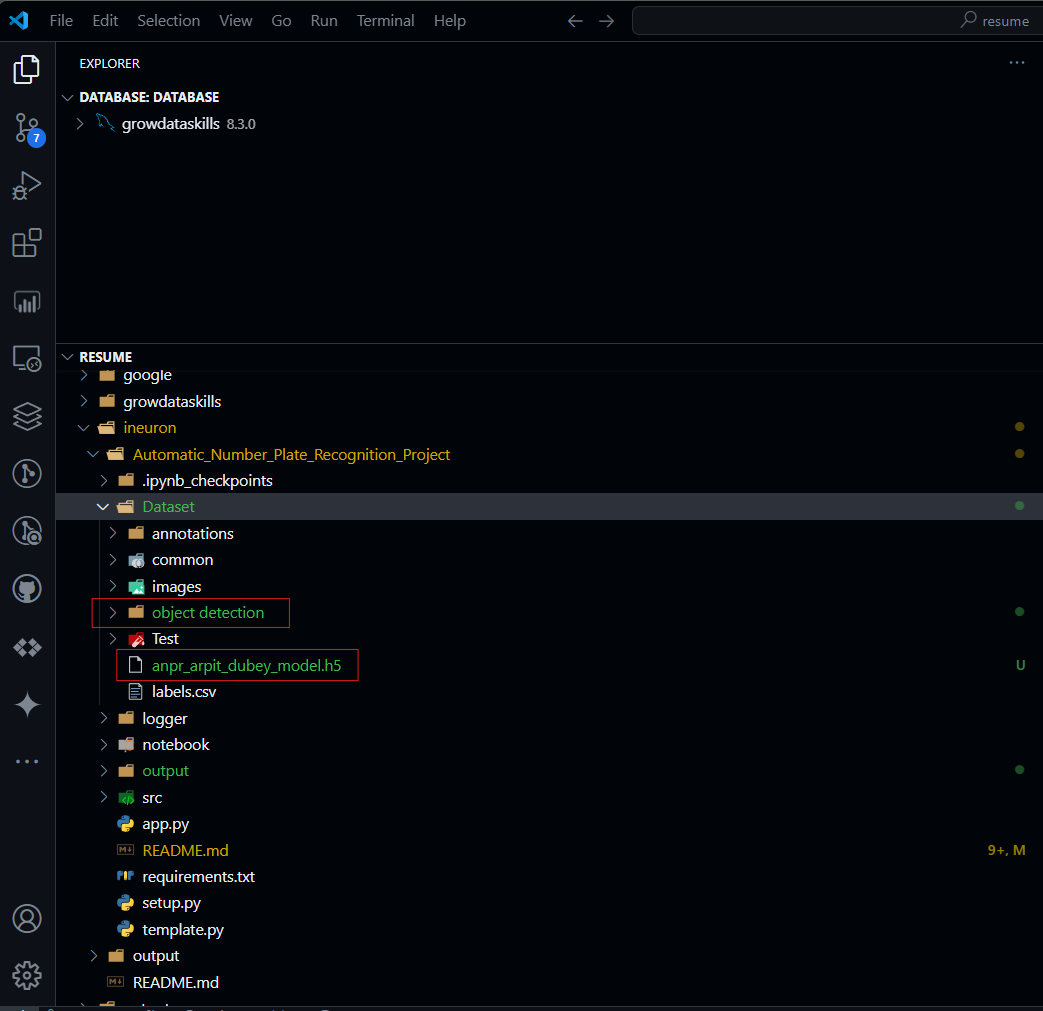 File Edit Selection View Go Run Terminal Help
resume
EXPLORER
DATABASE: DATABASE
growdataskills 8.3.0
7
RESUME
google
growdataskills
ineuron
Automatic_Number_Plate_Recognition_Project
.ipynb_checkpoints
Dataset
annotations
common
images
object detection
Test
anpr_arpit_dubey_model.h5 U
labels.csv
logger
notebook
output
src
app.py
README.md 9+, M
requirements.txt
setup.py
template.py
output
README.md